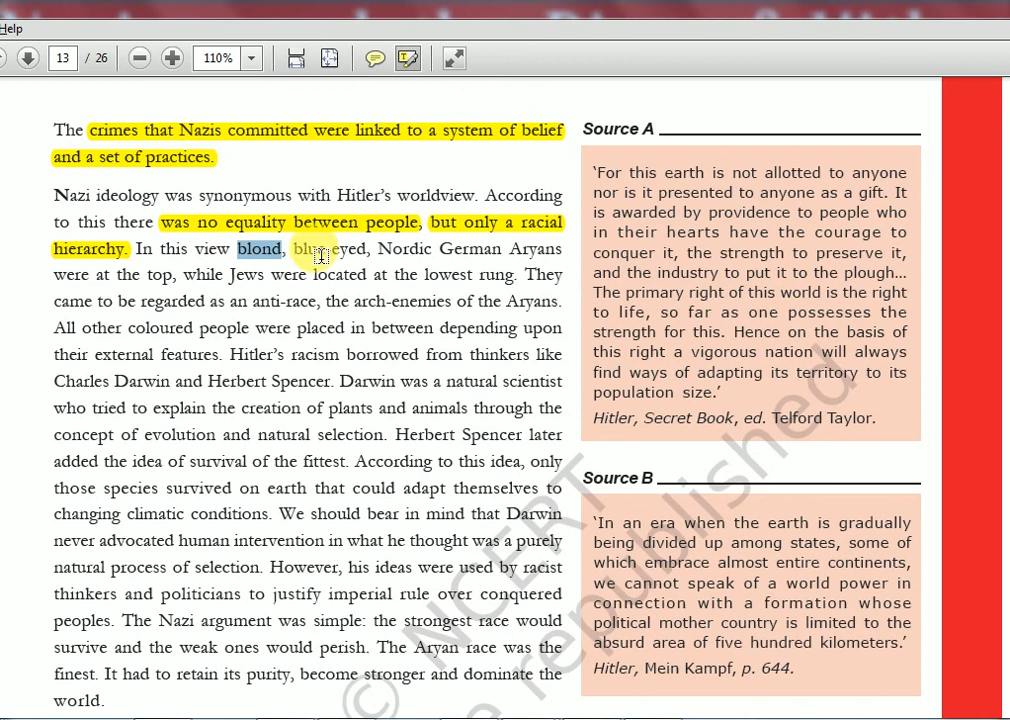 Help
13 / 26 110%
The crimes that Nazis committed were linked to a system of belief
and a set of practices.
Nazi ideology was synonymous with Hitler's worldview. According
to this there was no equality between people, but only a racial
hierarchy. In this view blond, blue-eyed, Nordic German Aryans
were at the top, while Jews were located at the lowest rung. They
came to be regarded as an anti-race, the arch-enemies of the Aryans.
All other coloured people were placed in between depending upon
their external features. Hitler's racism borrowed from thinkers like
Charles Darwin and Herbert Spencer. Darwin was a natural scientist
who tried to explain the creation of plants and animals through the
concept of evolution and natural selection. Herbert Spencer later
added the idea of survival of the fittest. According to this idea, only
those species survived on earth that could adapt themselves to
changing climatic conditions. We should bear in mind that Darwin
never advocated human intervention in what he thought was a purely
natural process of selection. However, his ideas were used by racist
thinkers and politicians to justify imperial rule over conquered
peoples. The Nazi argument was simple: the strongest race would
survive and the weak ones would perish. The Aryan race was the
finest. It had to retain its purity, become stronger and dominate the
world.
Source A
'For this earth is not allotted to anyone
nor is it presented to anyone as a gift. It
is awarded by providence to people who
in their hearts have the courage to
conquer it, the strength to preserve it,
and the industry to put it to the plough…
The primary right of this world is the right
to life, so far as one possesses the
strength for this. Hence on the basis of
this right a vigorous nation will always
find ways of adapting its territory to its
population size.'
Hitler, Secret Book, ed. Telford Taylor.
Source B
'In an era when the earth is gradually
being divided up among states, some of
which embrace almost entire continents,
we cannot speak of a world power in
connection with a formation whose
political mother country is limited to the
absurd area of five hundred kilometers.'
Hitler, Mein Kampf, p. 644.
© NCERT
republished